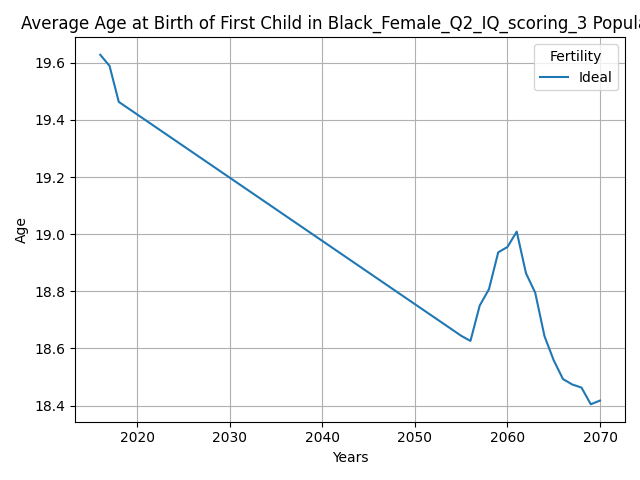 Average Age at Birth of First Child in Black_Female_Q2_IQ_scoring_3 Popula
Fertility
Ideal
19.6
19.4
19.2
19.0
18.8
18.6
18.4
Age
2020 2030 2040 2050 2060 2070
Years